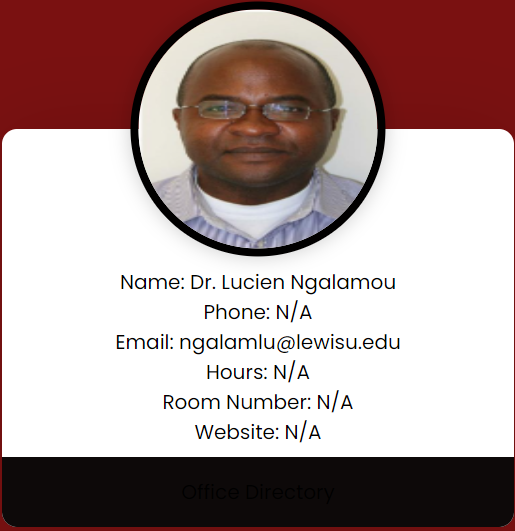 Name: Dr. Lucien Ngalamou
Phone: N/A
Email: ngalamlu@lewisu.edu
Hours: N/A
Room Number: N/A
Website: N/A
Office Directory